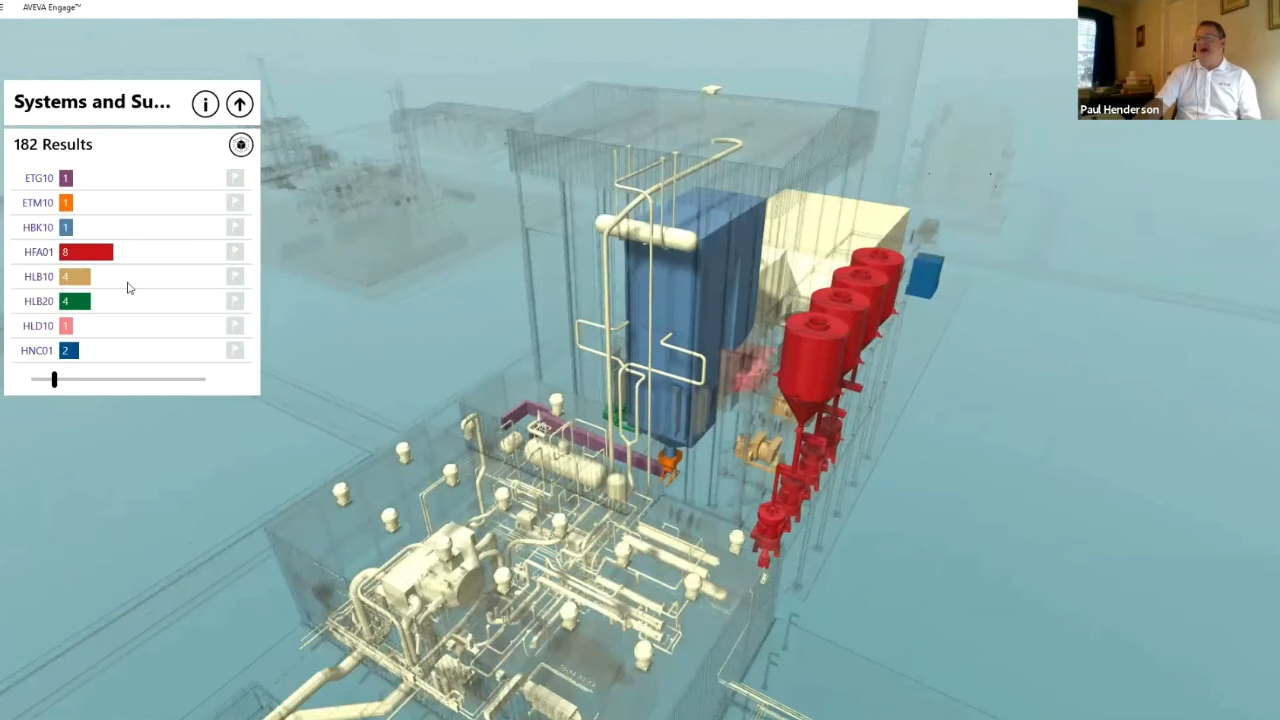 AVEVA Engage™
Paul Henderson
Systems and Su...
182 Results
ETG10 1
ETM10 1
HBK10 1
HFA01 8
HLB10 4
HLB20 4
HLD10 1
HNC01 2